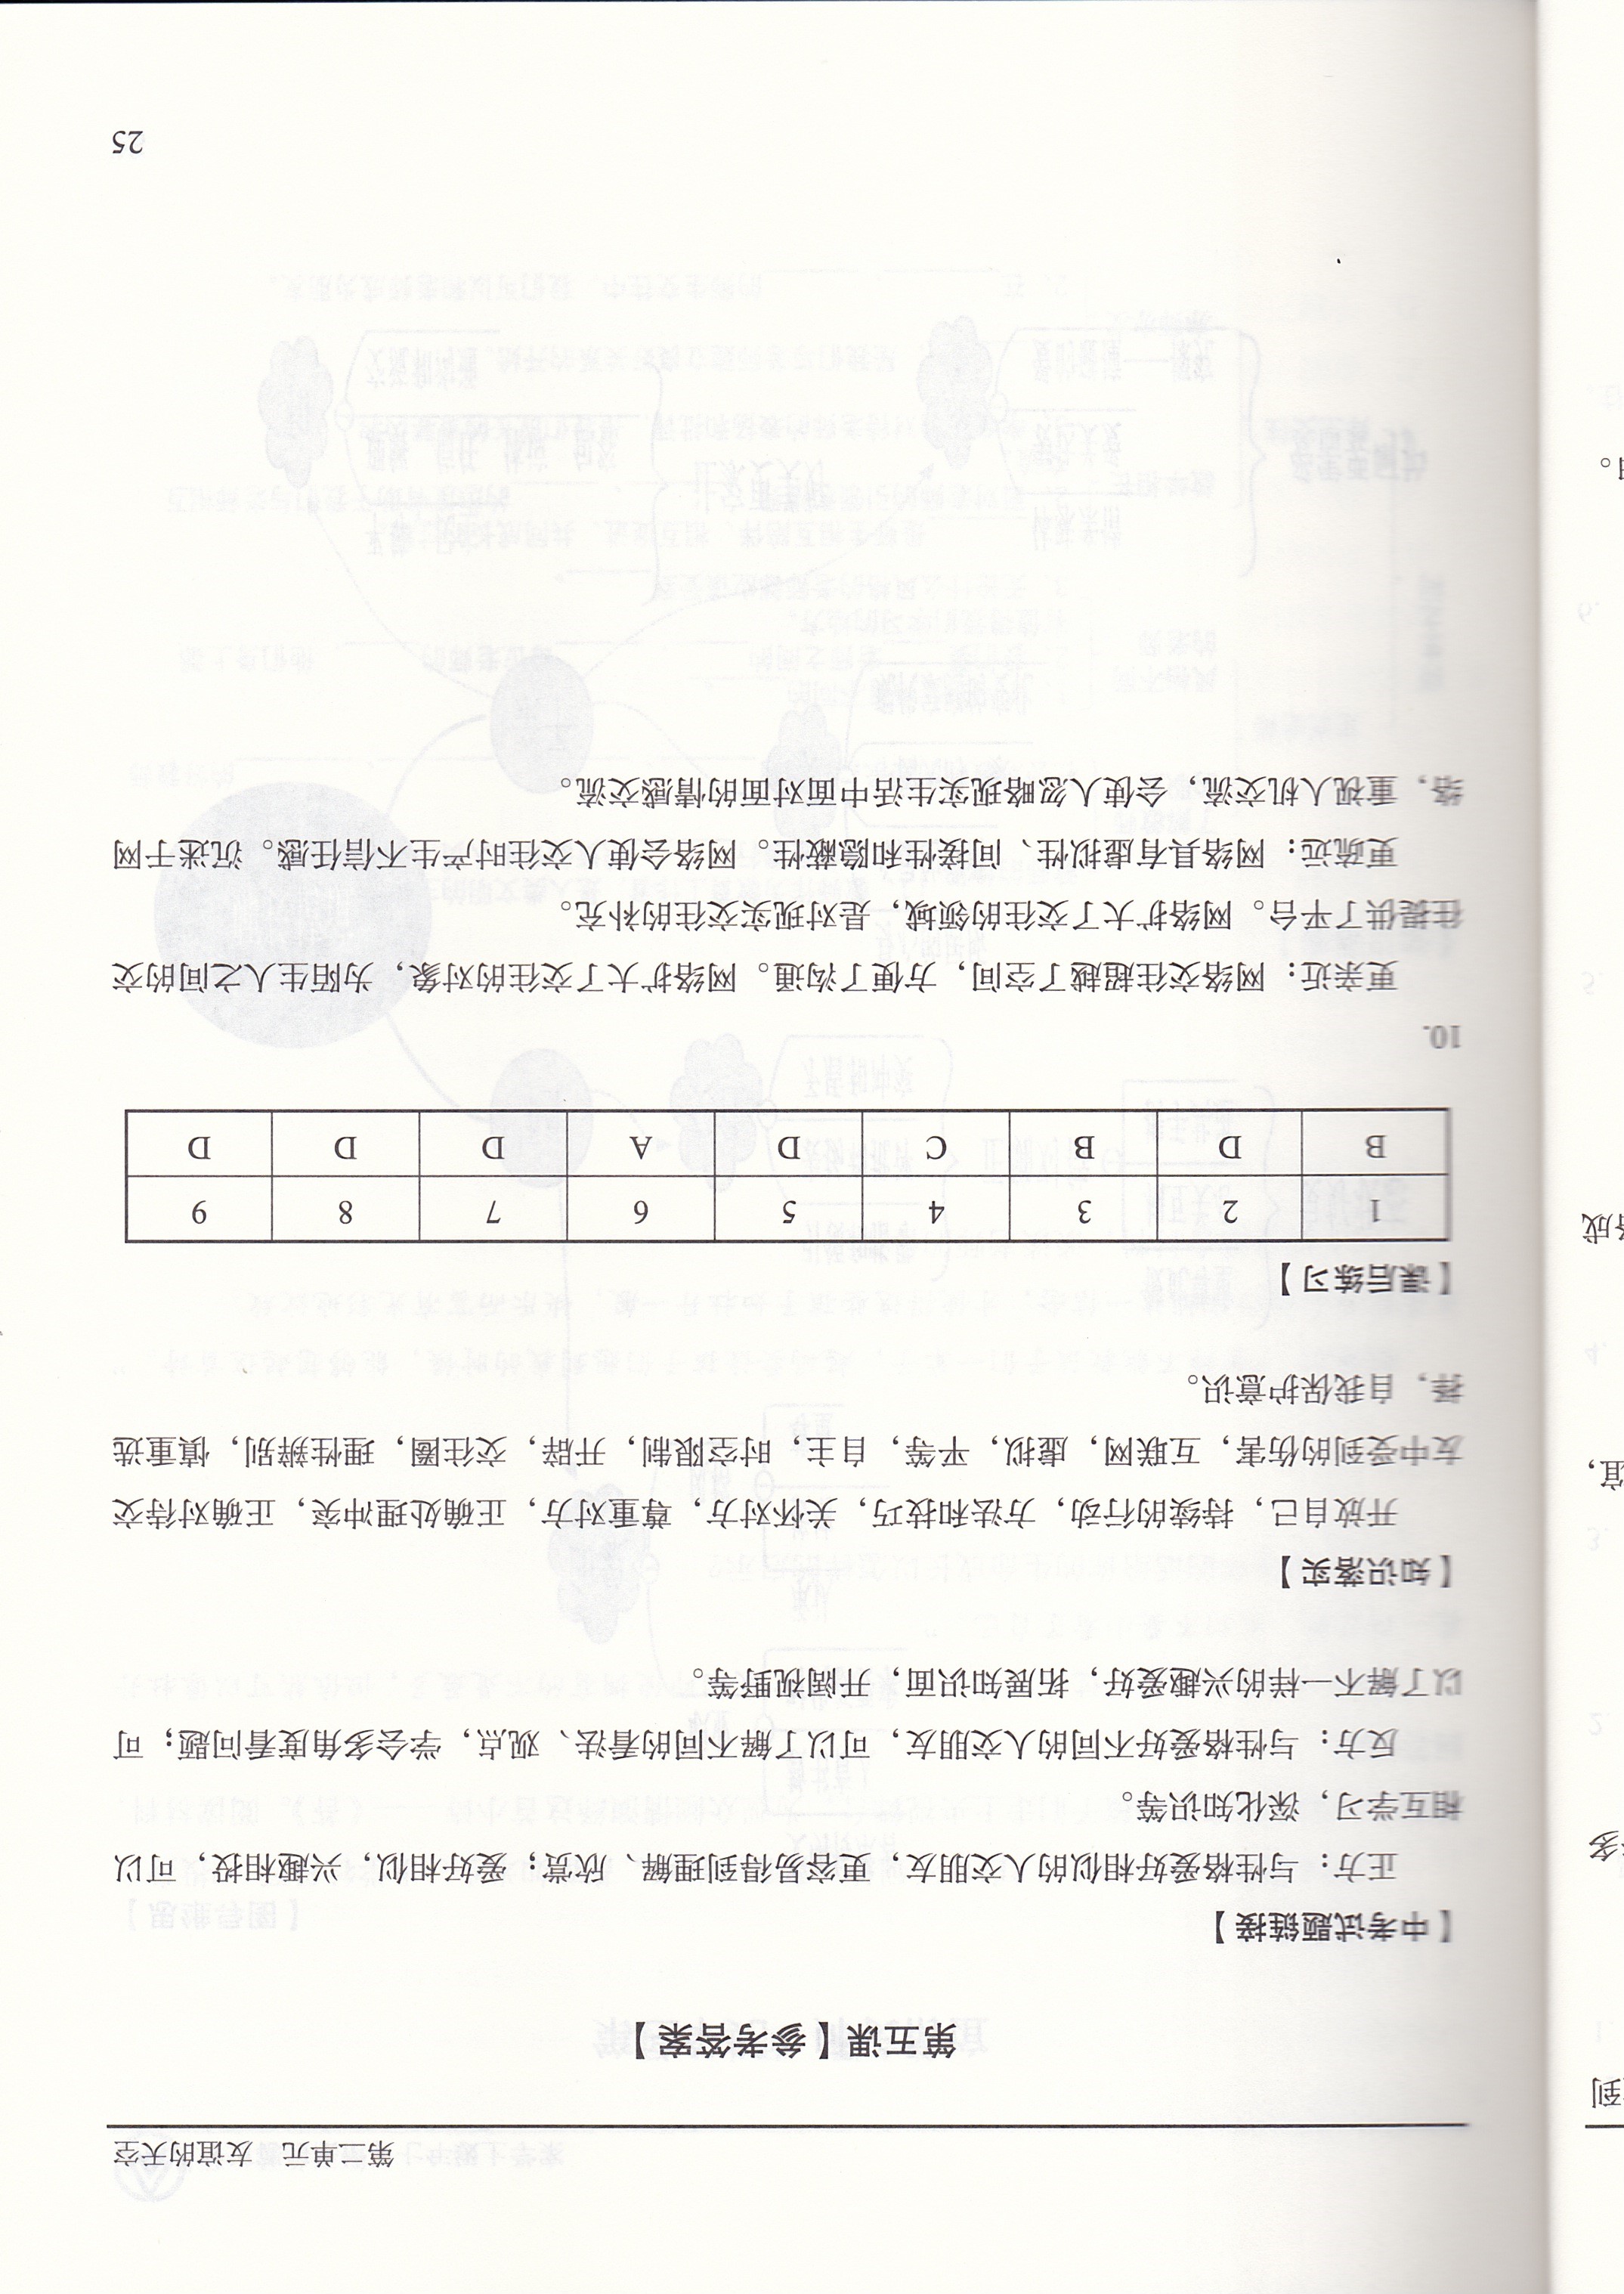 第二单元 友谊的天空
第五课【参考答案】
【中考试题链接】
正方：与性格爱好相似的人交朋友，更容易得到理解、欣赏；爱好相似，兴趣相投，可以
相互学习，深化知识等。
反方：与性格爱好不同的人交朋友，可以了解不同的看法、观点，学会多角度看问题；可
以了解不一样的兴趣爱好，拓展知识面，开阔视野等。
【知识落实】
开放自己，持续的行动，方法和技巧，关怀对方，尊重对方，正确处理冲突，正确对待交
友中受到的伤害，互联网，虚拟，平等，自主，时空限制，开辟，交往圈，理性辨别，慎重选
择，自我保护意识。
【课后练习】
1 2 3 4 5 6 7 8 9
B D B C D A D D D
10.
更亲近：网络交往超越了空间，方便了沟通。网络扩大了交往的对象，为陌生人之间的交
往提供了平台。网络扩大了交往的领域，是对现实交往的补充。
更疏远：网络具有虚拟性、间接性和隐蔽性。网络会使人交往时产生不信任感。沉迷于网
络，重视人机交流，会使人忽略现实生活中面对面的情感交流。
25